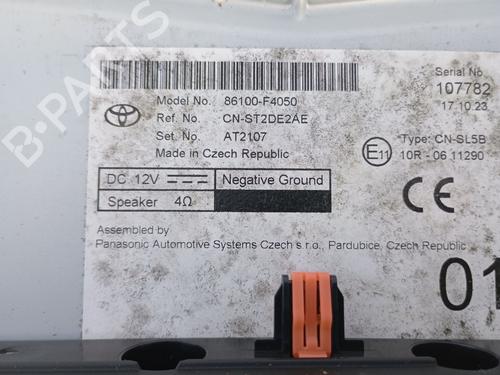 B-PARTS
Model No. 86100-F4050
Ref. No. CN-ST2DE2AE
Set. No. AT2107
Made in Czech Republic
Serial No
107782
17.10.23
E11
Type: CN-SL5B
10R - 06 11290
CE
DC 12V
Negative Ground
Speaker 4Ω
Assembled by
Panasonic Automotive Systems Czech s.r.o., Pardubice, Czech Republic
01